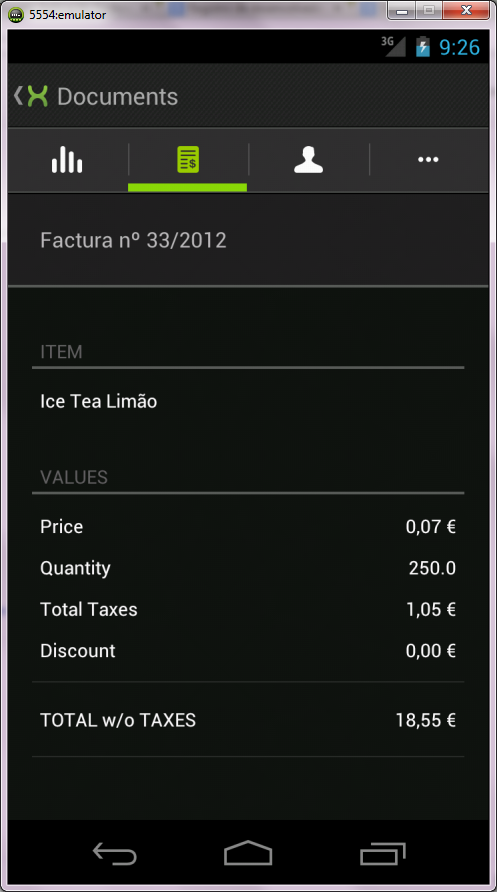 5554:emulator
3G 9:26
Documents
Factura nº 33/2012
ITEM
Ice Tea Limão
VALUES
Price 0,07 €
Quantity 250.0
Total Taxes 1,05 €
Discount 0,00 €
TOTAL w/o TAXES 18,55 €